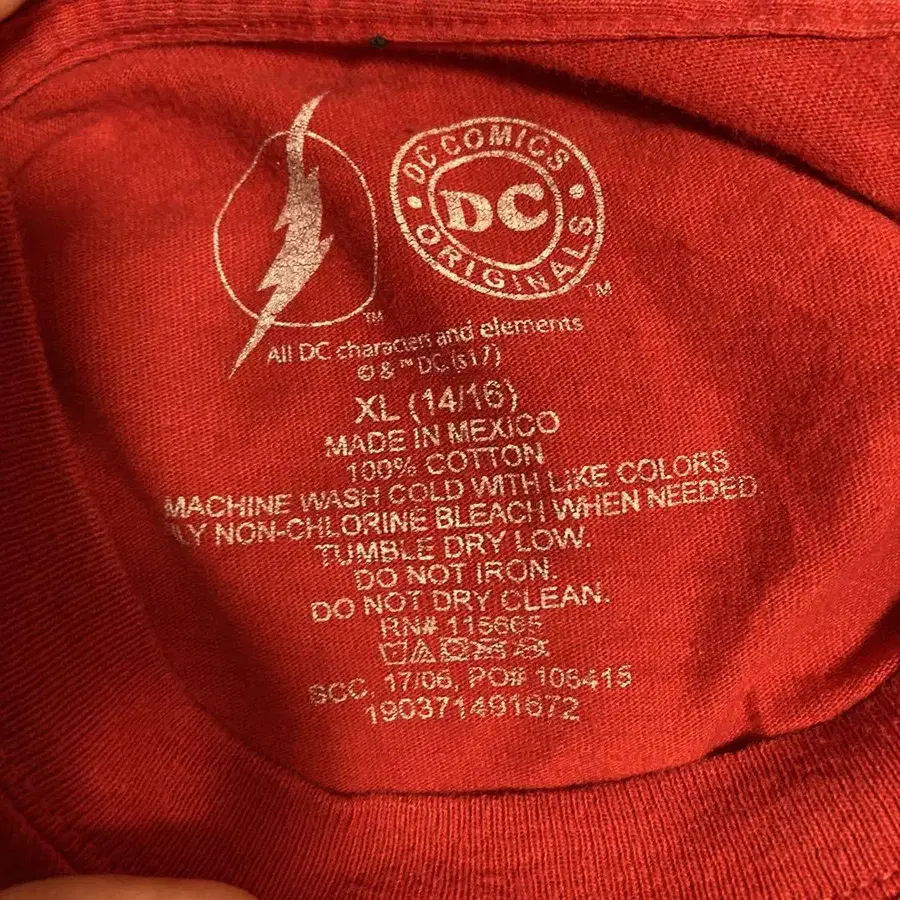 DC COMICS
DC
ORIGINALS
TM
TM
All DC characters and elements
© & ™ DC. (s17)
XL (14/16)
MADE IN MEXICO
100% COTTON
MACHINE WASH COLD WITH LIKE COLORS
LY NON-CHLORINE BLEACH WHEN NEEDED
TUMBLE DRY LOW.
DO NOT IRON.
DO NOT DRY CLEAN.
RN# 115665
SCC, 17/06, PO# 106415
190371491672